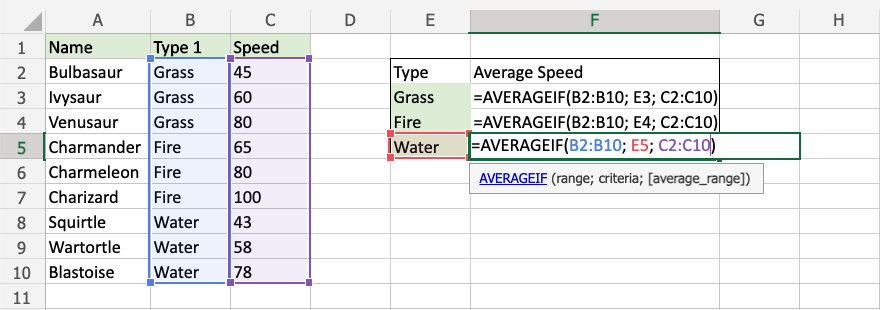 A B C D E F G H
1 Name Type 1 Speed
2 Bulbasaur Grass 45 Type Average Speed
3 Ivysaur Grass 60 Grass =AVERAGEIF(B2:B10; E3; C2:C10)
4 Venusaur Grass 80 Fire =AVERAGEIF(B2:B10; E4; C2:C10)
5 Charmander Fire 65 Water =AVERAGEIF(B2:B10; E5; C2:C10)
6 Charmeleon Fire 80 AVERAGEIF (range; criteria; [average_range])
7 Charizard Fire 100
8 Squirtle Water 43
9 Wartortle Water 58
10 Blastoise Water 78
11